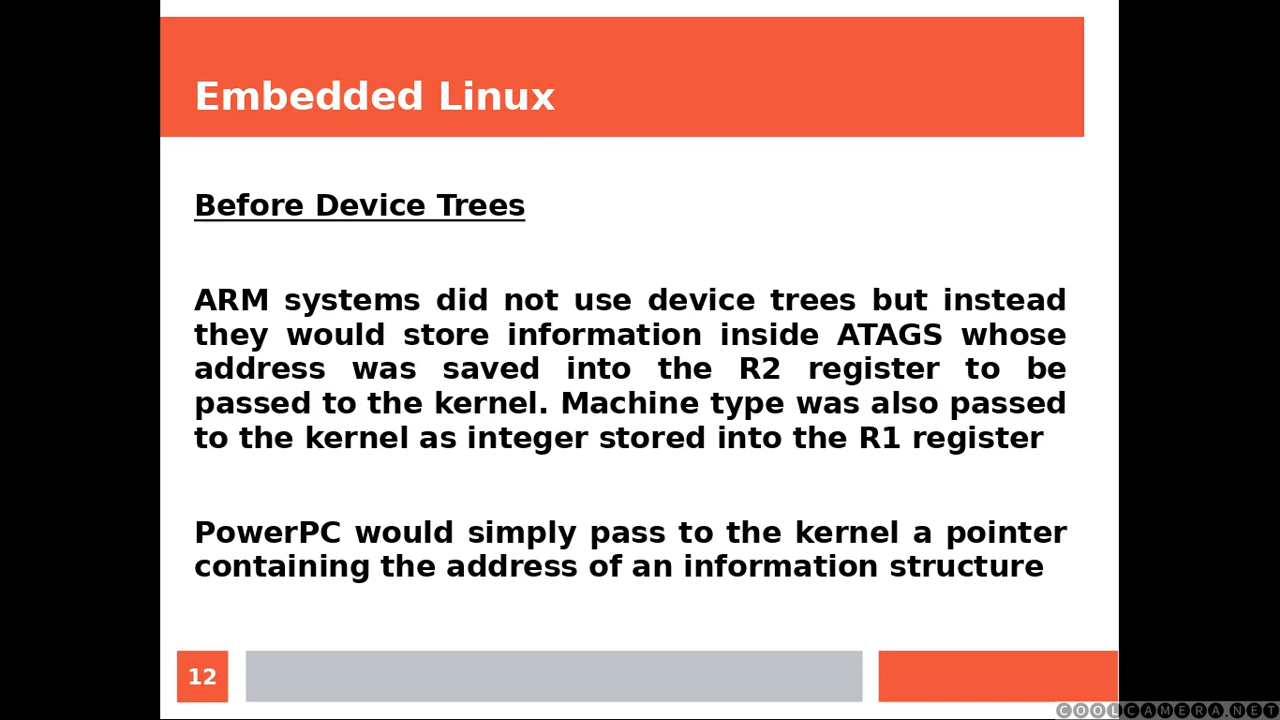 Embedded Linux
Before Device Trees
ARM systems did not use device trees but instead
they would store information inside ATAGS whose
address was saved into the R2 register to be
passed to the kernel. Machine type was also passed
to the kernel as integer stored into the R1 register
PowerPC would simply pass to the kernel a pointer
containing the address of an information structure
12
COOLCAMERA.NET